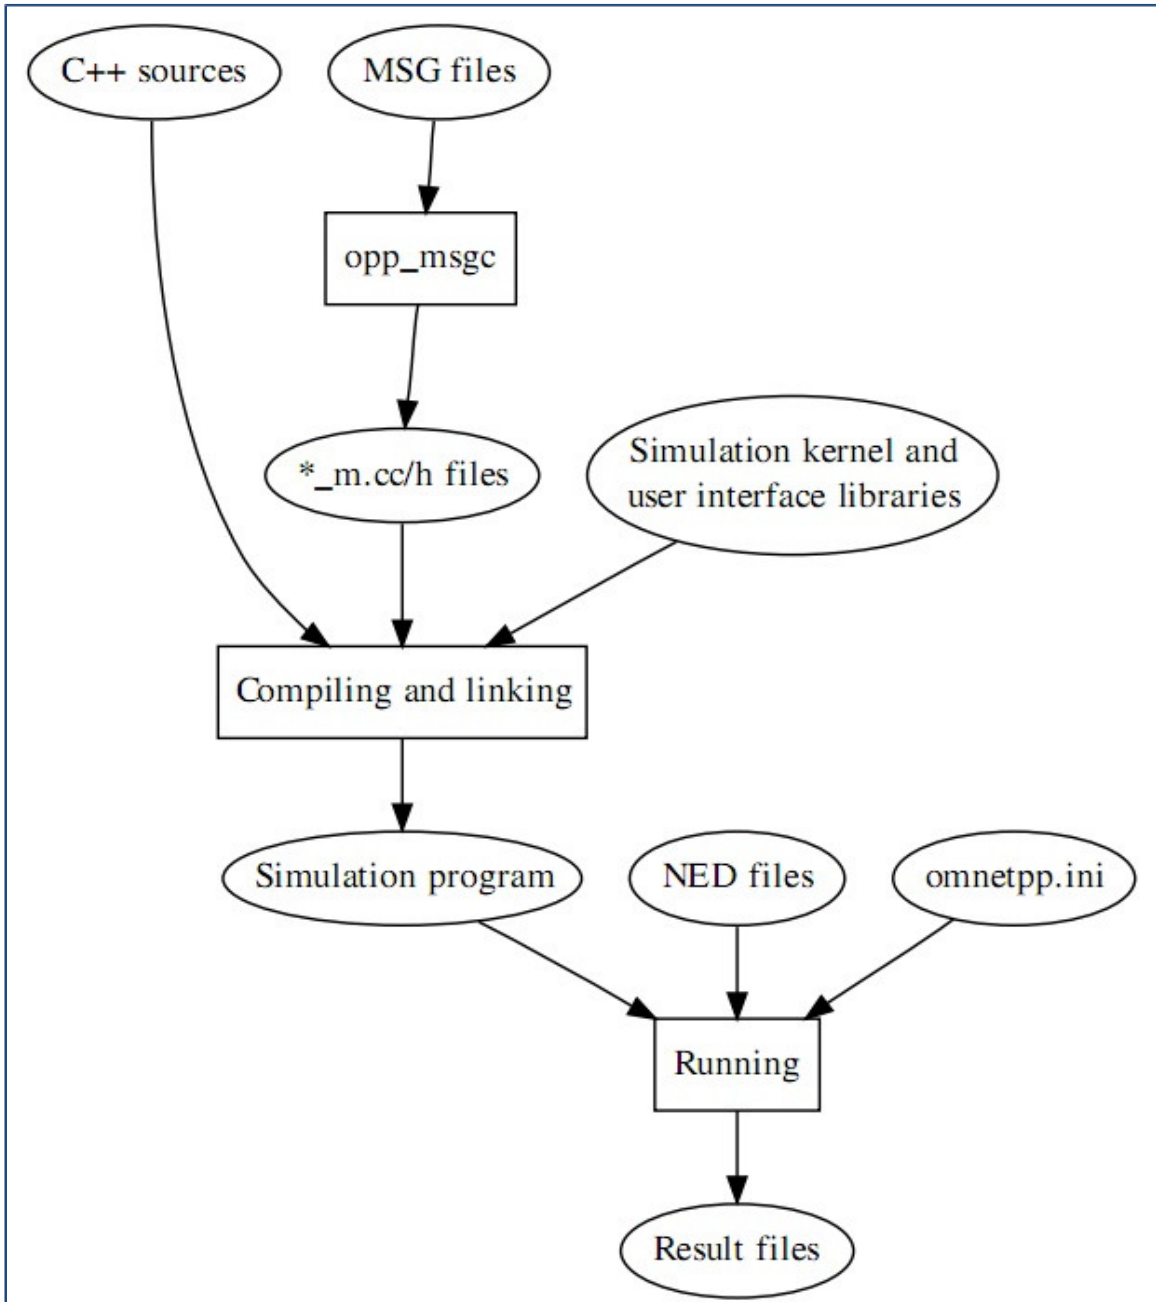 C++ sources
MSG files
opp_msgc
*_m.cc/h files
Simulation kernel and
user interface libraries
Compiling and linking
Simulation program
NED files
omnetpp.ini
Running
Result files